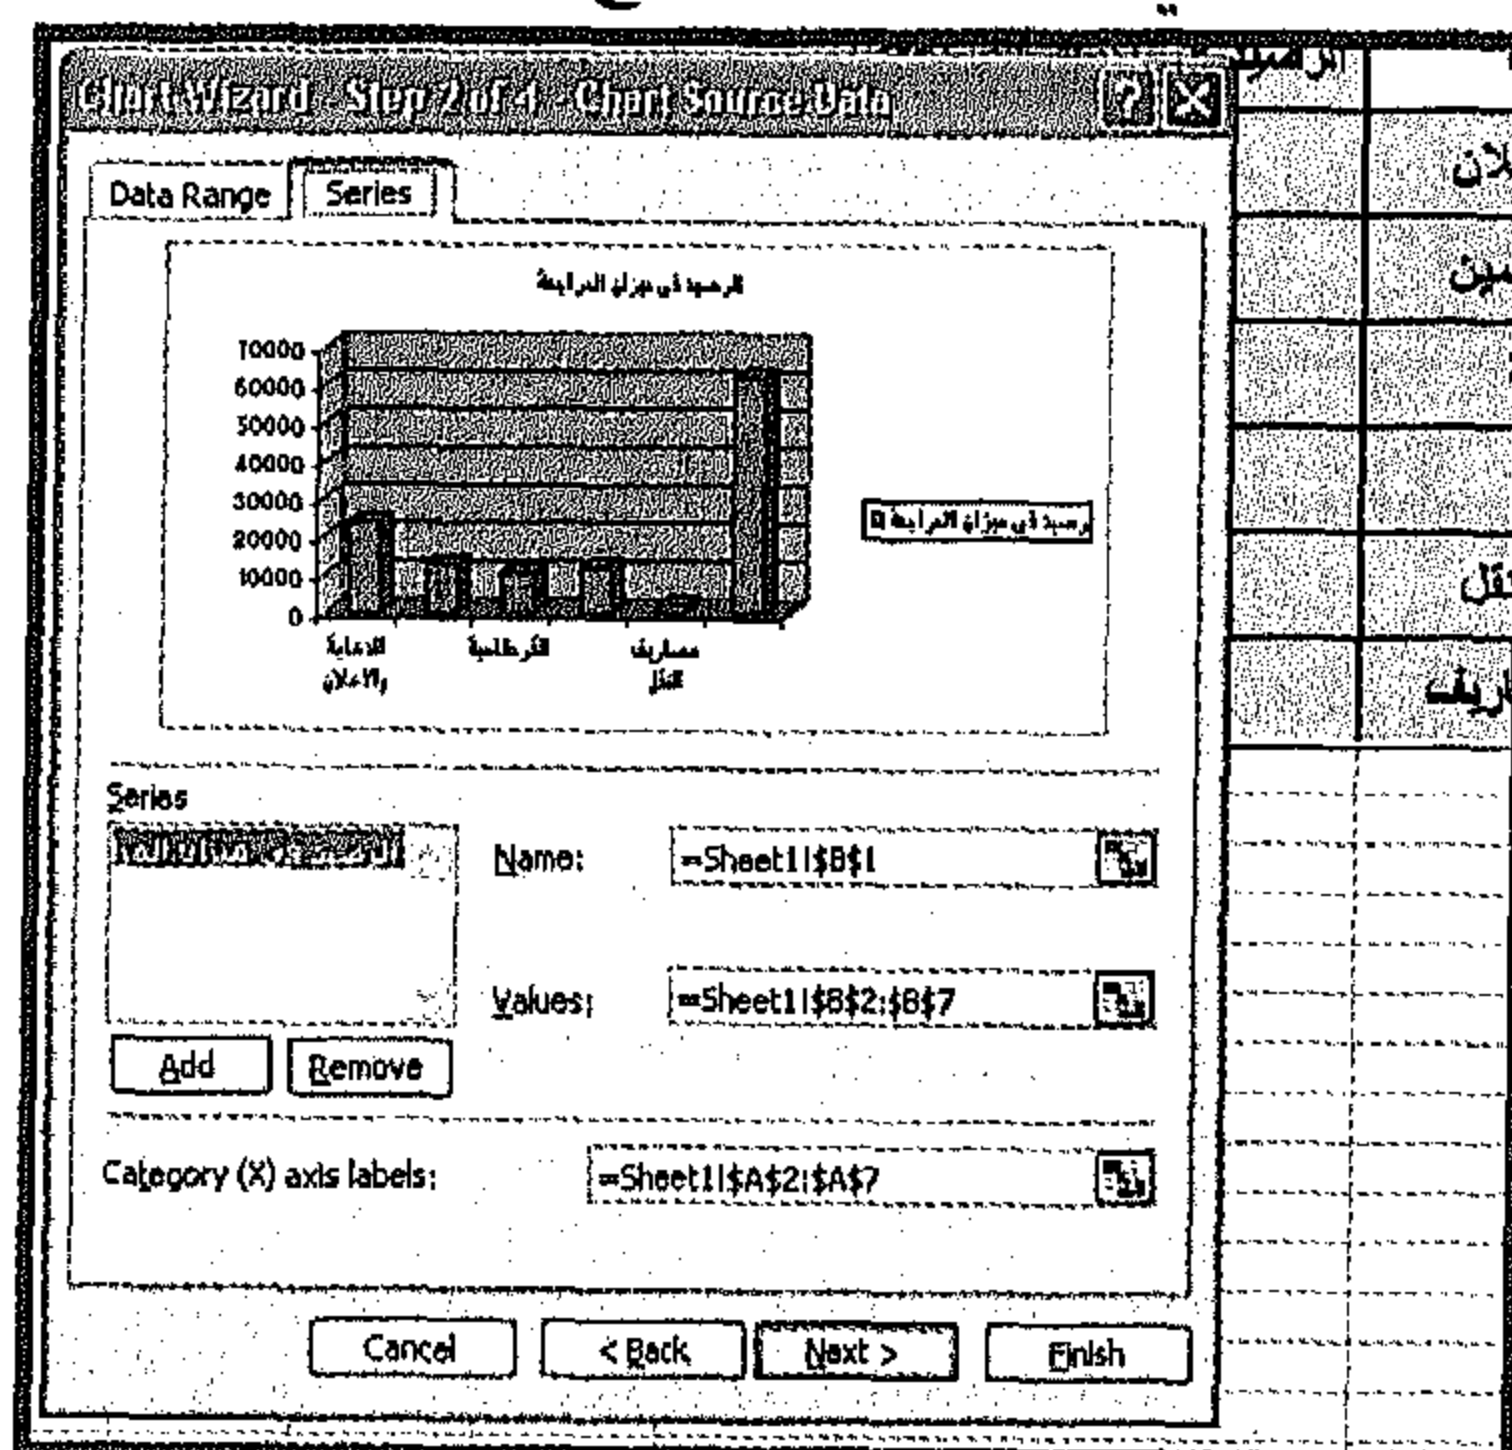 Chart Wizard - Step 2 of 4 - Chart Source Data
Data Range
Series
الرصيد في ميزان المراجعة
70000
60000
50000
40000
30000
20000
10000
0
الدعاية والاعلان
القرطاسية
مصاريف النقل
رصيد في ميزان المراجعة
Series
Name:
=Sheet1!$B$1
Values:
=Sheet1!$B$2:$B$7
Add
Remove
Category (X) axis labels:
=Sheet1!$A$2:$A$7
Cancel
< Back
Next >
Finish